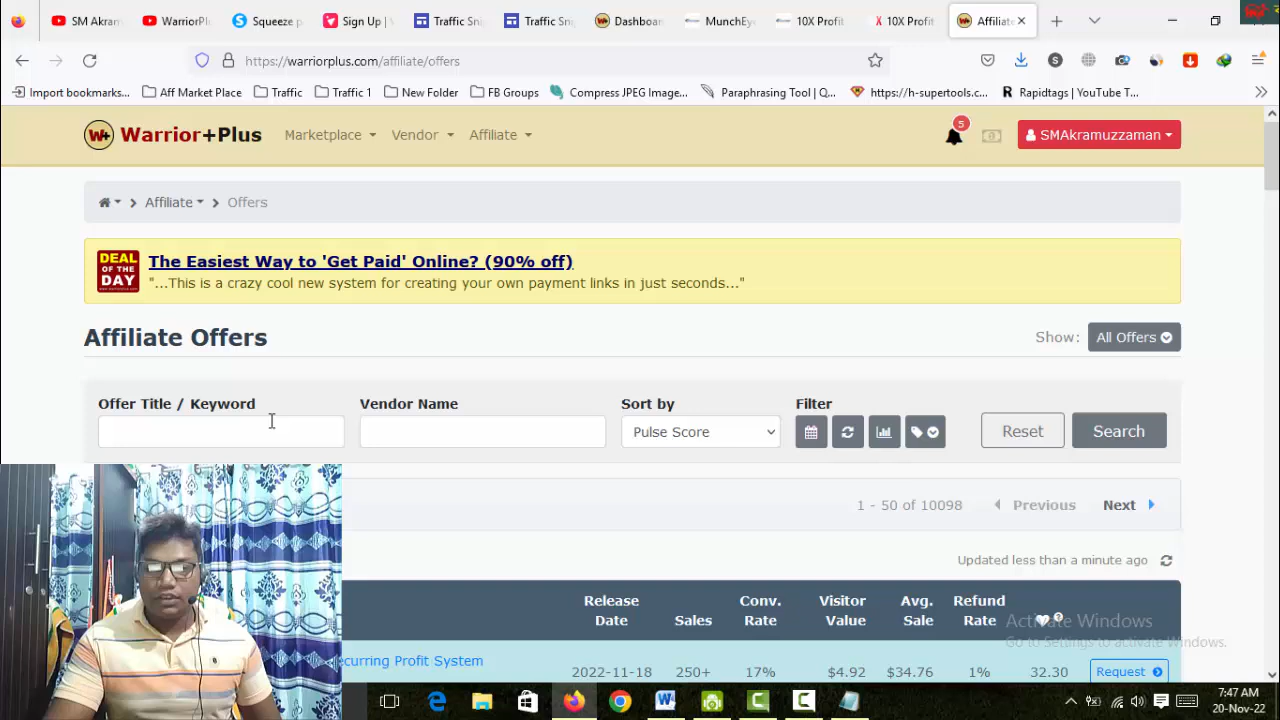 SM Akram
WarriorPl
Squeeze p
Sign Up | V
Traffic Snip
Traffic Snip
Dashboar
MunchEye
10X Profit
10X Profit
Affiliate
https://warriorplus.com/affiliate/offers
Import bookmarks...
Aff Market Place
Traffic
Traffic 1
New Folder
FB Groups
Compress JPEG Image...
Paraphrasing Tool | Q...
https://h-supertools.c...
Rapidtags | YouTube T...
W+ Warrior+Plus
Marketplace
Vendor
Affiliate
5
SMAkramuzzaman
Affiliate
Offers
DEAL OF THE DAY
The Easiest Way to 'Get Paid' Online? (90% off)
"...This is a crazy cool new system for creating your own payment links in just seconds..."
Affiliate Offers
Show:
All Offers
Offer Title / Keyword
Vendor Name
Sort by
Filter
Pulse Score
Reset
Search
1 - 50 of 10098
Previous
Next
Updated less than a minute ago
Release Date
Sales
Conv. Rate
Visitor Value
Avg. Sale
Refund Rate
Activate Windows
Go to Settings to activate Windows.
ecurring Profit System
2022-11-18
250+
17%
$4.92
$34.76
1%
32.30
Request
7:47 AM
20-Nov-22